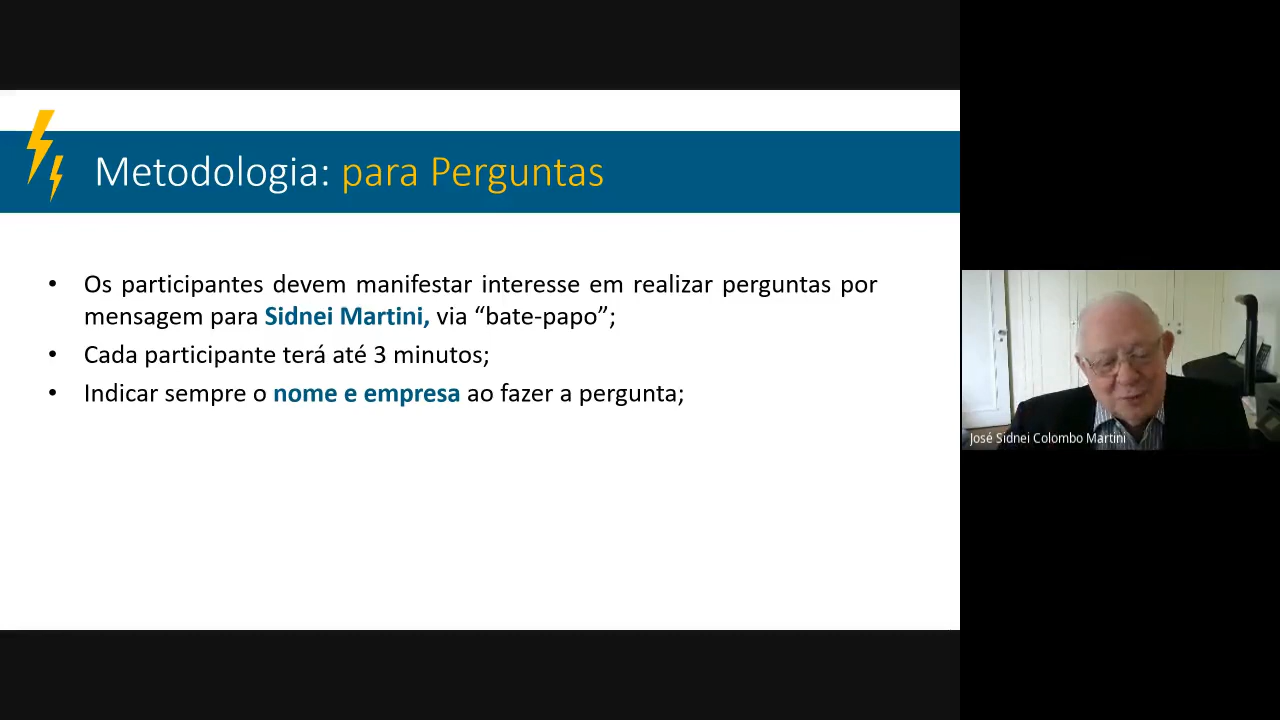 Metodologia: para Perguntas
• Os participantes devem manifestar interesse em realizar perguntas por
mensagem para Sidnei Martini, via “bate-papo”;
• Cada participante terá até 3 minutos;
• Indicar sempre o nome e empresa ao fazer a pergunta;
José Sidnei Colombo Martini